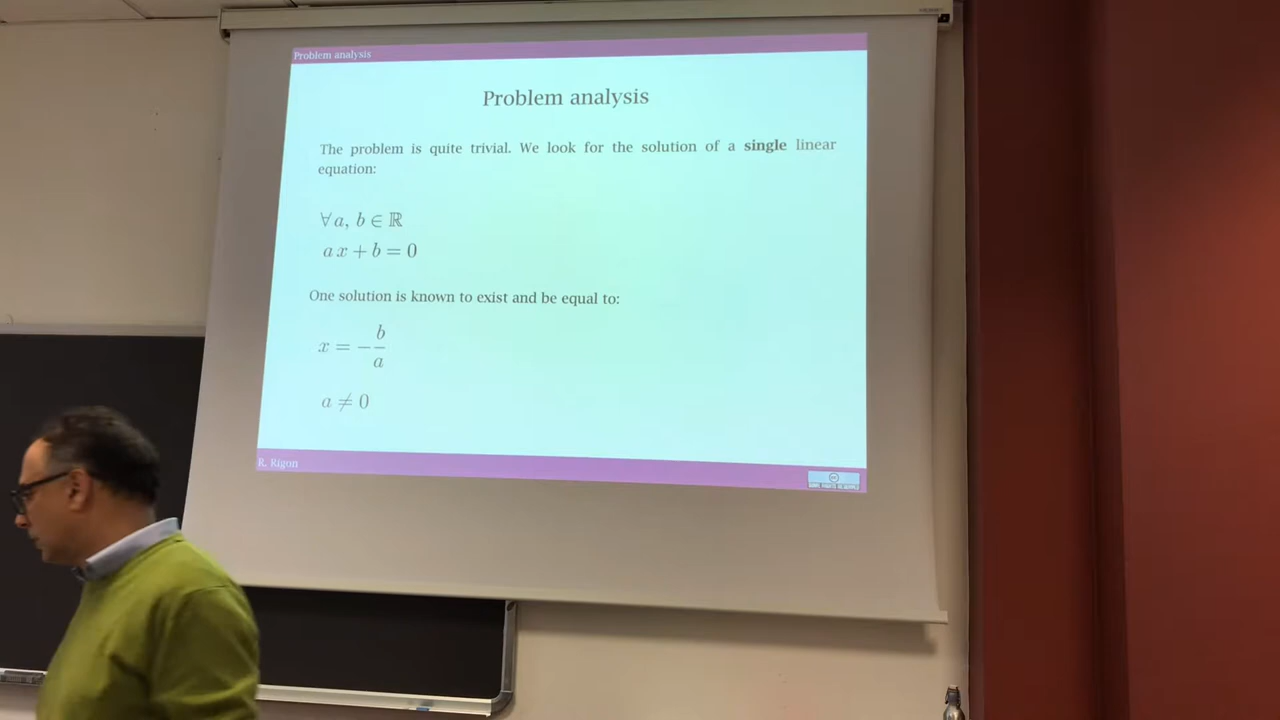 Problem analysis
Problem analysis
The problem is quite trivial. We look for the solution of a single linear
equation:
∀ a, b ∈ ℝ
a x + b = 0
One solution is known to exist and be equal to:
x = − b/a
a ≠ 0
R. Rigon